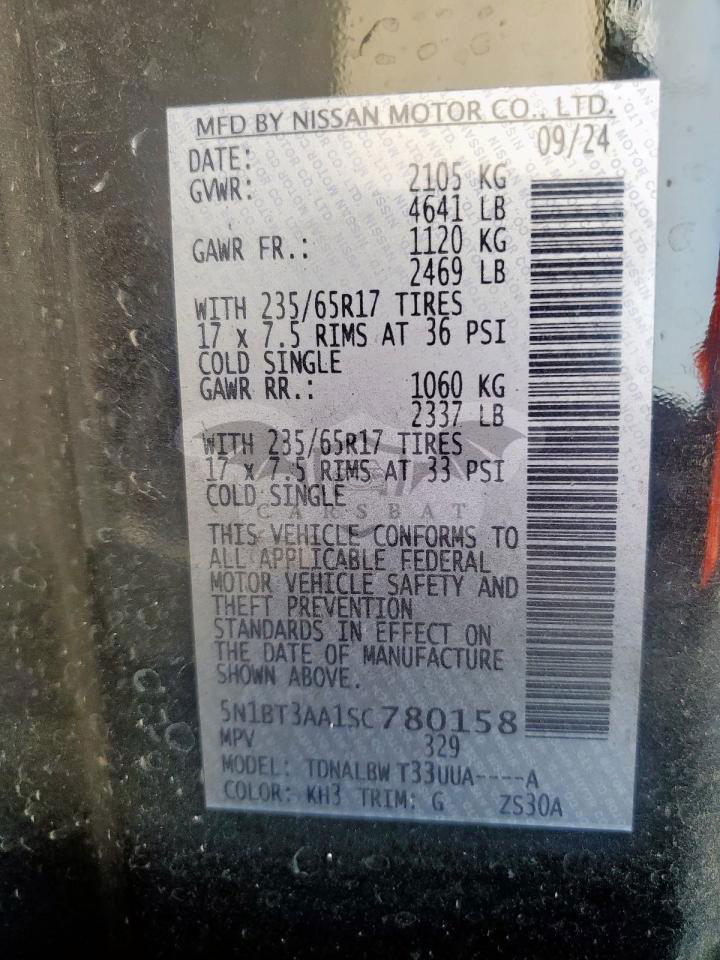 MFD BY NISSAN MOTOR CO., LTD.
DATE: 09/24
GVWR: 2105 KG
4641 LB
GAWR FR.: 1120 KG
2469 LB
WITH 235/65R17 TIRES
17 x 7.5 RIMS AT 36 PSI
COLD SINGLE
GAWR RR.: 1060 KG
2337 LB
WITH 235/65R17 TIRES
17 x 7.5 RIMS AT 33 PSI
COLD SINGLE
CARSBAT
THIS VEHICLE CONFORMS TO
ALL APPLICABLE FEDERAL
MOTOR VEHICLE SAFETY AND
THEFT PREVENTION
STANDARDS IN EFFECT ON
THE DATE OF MANUFACTURE
SHOWN ABOVE.
5N1BT3AA1SC780158
MPV 329
MODEL: TDNALBW T33UUA----A
COLOR: KH3 TRIM: G ZS30A